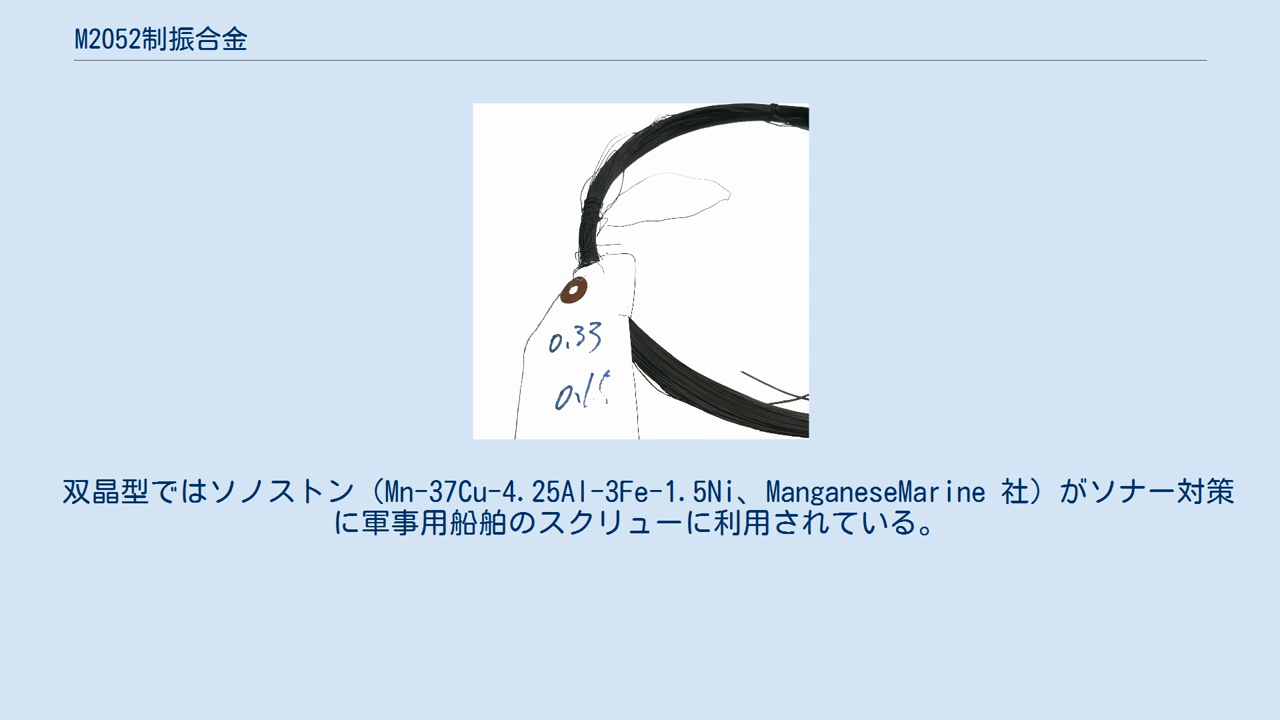 M2052制振合金
0.33
双晶型ではソノストン（Mn-37Cu-4.25Al-3Fe-1.5Ni、ManganeseMarine 社）がソナー対策
に軍事用船舶のスクリューに利用されている。